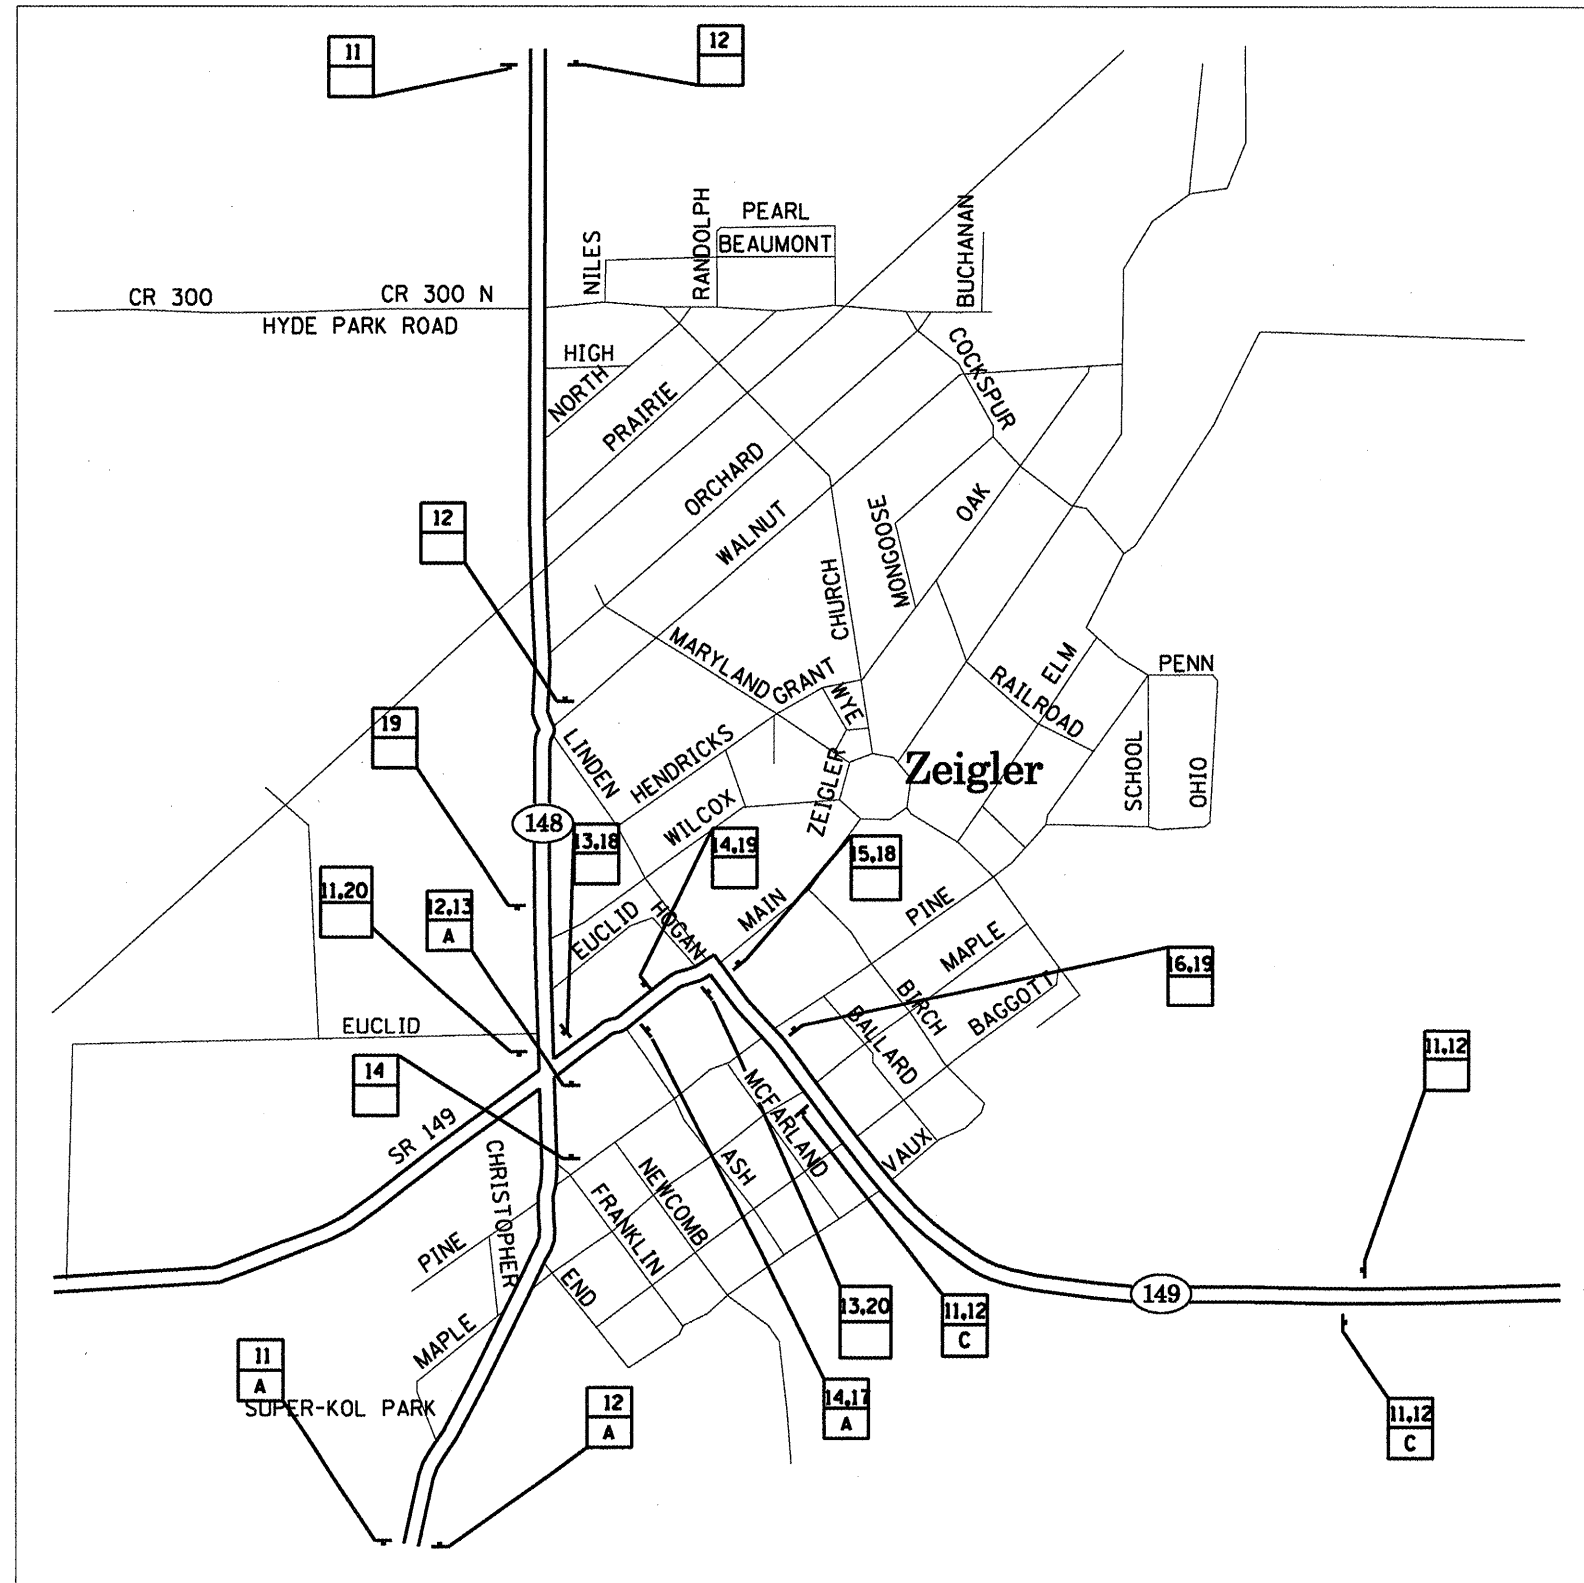 11
12
PEARL
BEAUMONT
NILES
RANDOLPH
BUCHANAN
CR 300
CR 300 N
HYDE PARK ROAD
HIGH
NORTH
PRAIRIE
COCKSPUR
ORCHARD
WALNUT
OAK
MONGOOSE
12
CHURCH
MARYLAND
GRANT
WYE
ELM
PENN
RAILROAD
19
LINDEN
HENDRICKS
Zeigler
ZEIGLER
SCHOOL
OHIO
WILCOX
148
13,18
14,19
15,18
11,20
12,13
A
EUCLID
HOGAN
MAIN
PINE
MAPLE
16,19
BIRCH
BAGGOTT
BALLARD
EUCLID
14
11,12
MCFARLAND
SR 149
CHRISTOPHER
ASH
VAUX
NEWCOMB
FRANKLIN
PINE
END
149
13,20
11,12
C
MAPLE
11
A
SUPER-KOL PARK
12
A
14,17
A
11,12
C